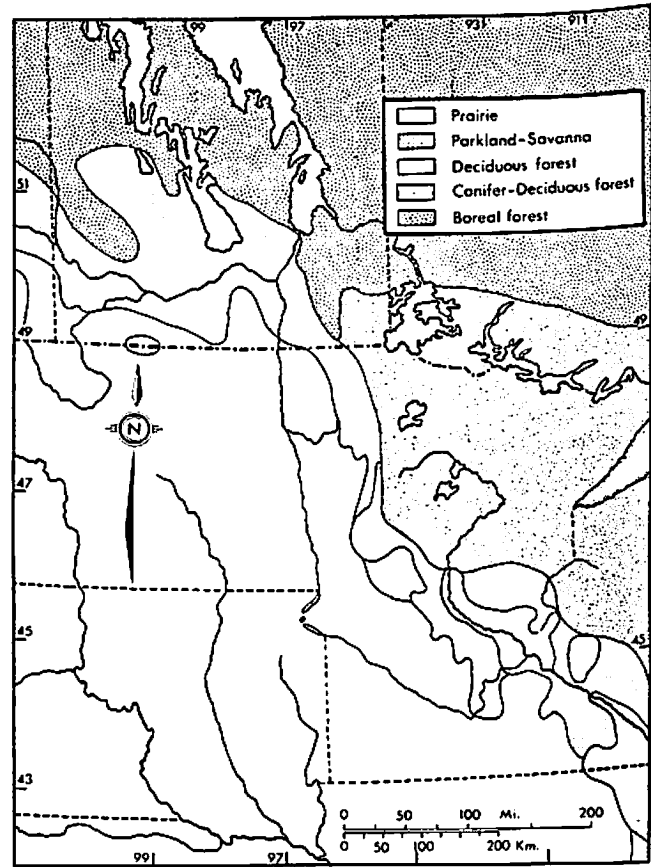 99
97
93
91
Prairie
Parkland-Savanna
Deciduous forest
Conifer-Deciduous forest
Boreal forest
51
49
49
N
47
45
45
43
0 50 100 Mi. 200
0 50 100 200 Km.
99
97